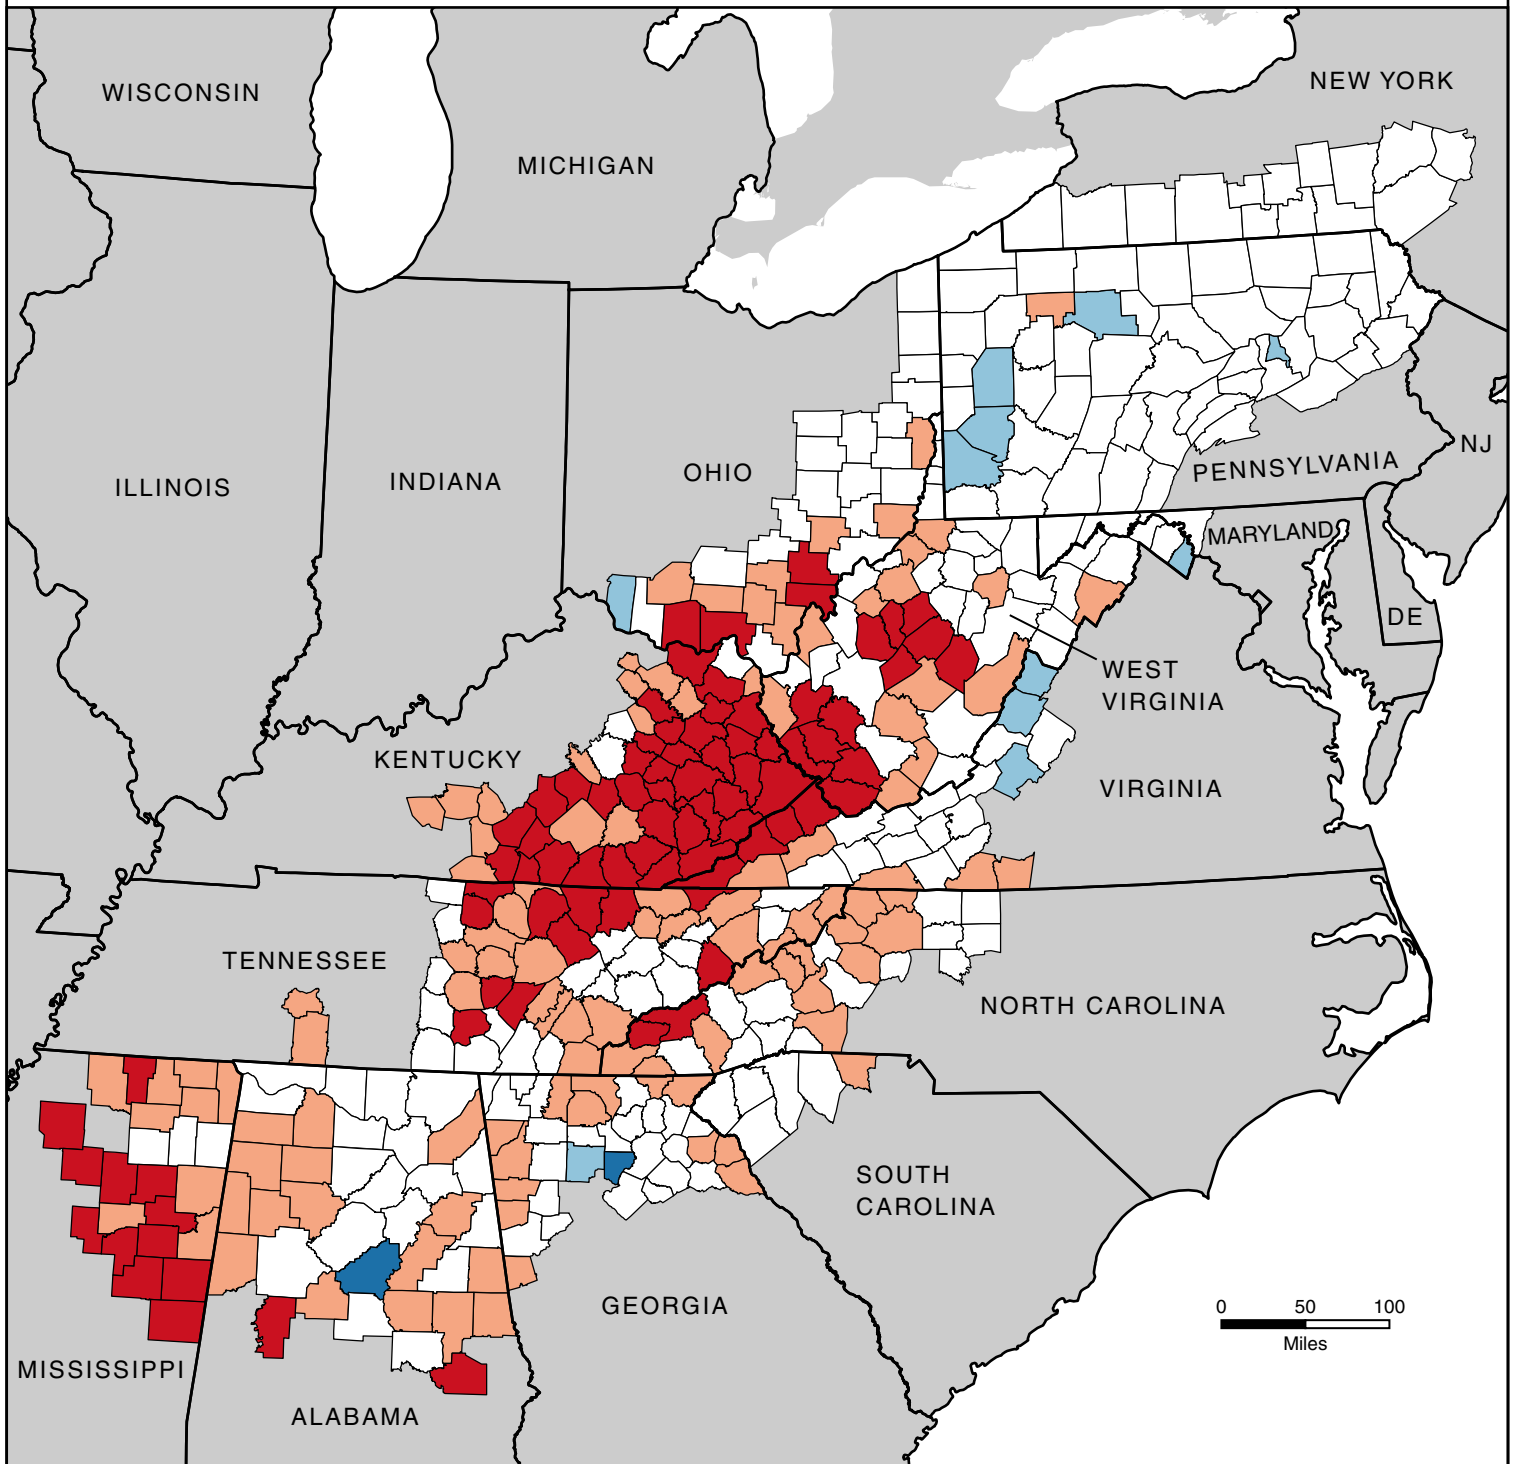 WISCONSIN
NEW YORK
MICHIGAN
ILLINOIS
INDIANA
OHIO
PENNSYLVANIA
NJ
MARYLAND
DE
WEST
VIRGINIA
KENTUCKY
VIRGINIA
TENNESSEE
NORTH CAROLINA
SOUTH
CAROLINA
GEORGIA
MISSISSIPPI
ALABAMA
0 50 100
Miles